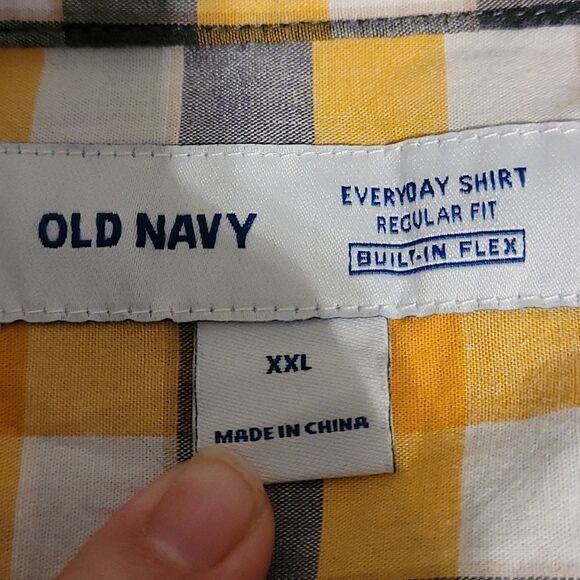 OLD NAVY
EVERYDAY SHIRT
REGULAR FIT
BUILT-IN FLEX
XXL
MADE IN CHINA